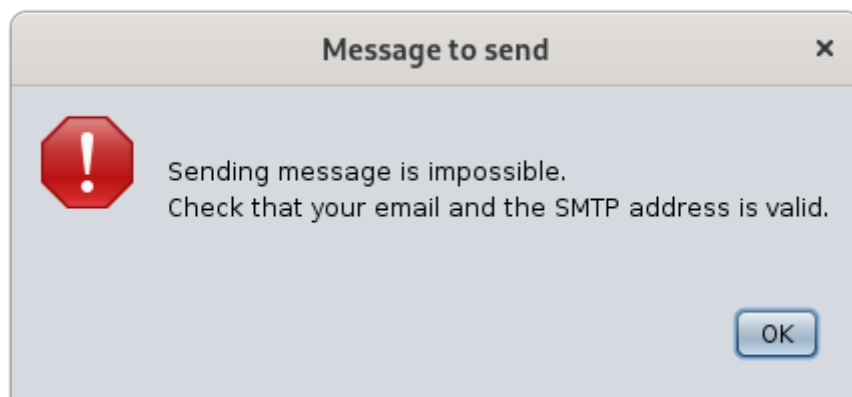 Message to send
Sending message is impossible.
Check that your email and the SMTP address is valid.
OK